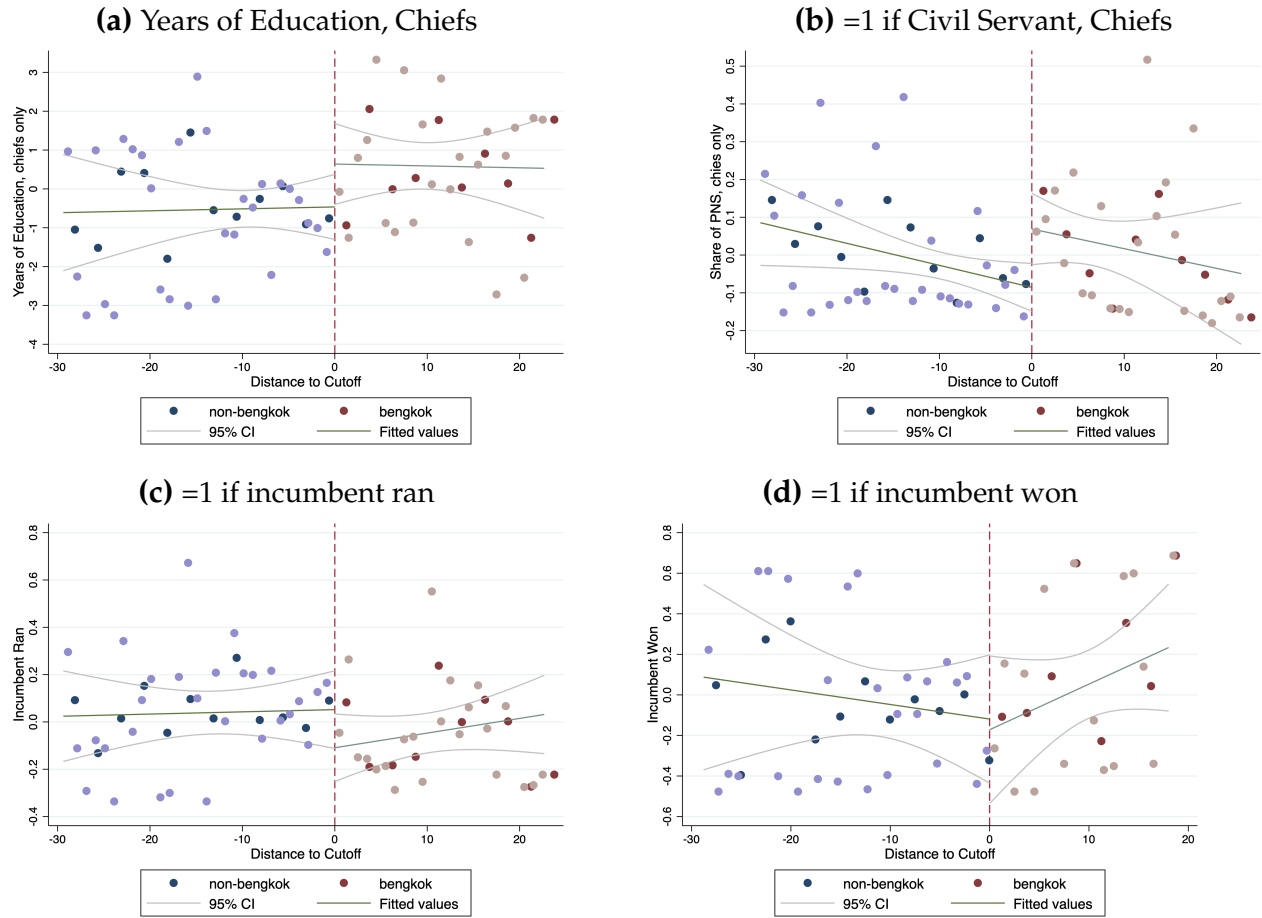 (a) Years of Education, Chiefs
Years of Education, chiefs only
3
2
1
0
-1
-2
-3
-4
-30 -20 -10 0 10 20
Distance to Cutoff
non-bengkok bengkok
95% CI Fitted values
(b) =1 if Civil Servant, Chiefs
Share of PNS, chies only
0.5
0.4
0.3
0.2
0.1
0.0
-0.1
-0.2
-30 -20 -10 0 10 20
Distance to Cutoff
non-bengkok bengkok
95% CI Fitted values
(c) =1 if incumbent ran
Incumbent Ran
0.8
0.6
0.4
0.2
0.0
-0.2
-0.4
-30 -20 -10 0 10 20
Distance to Cutoff
non-bengkok bengkok
95% CI Fitted values
(d) =1 if incumbent won
Incumbent Won
0.8
0.6
0.4
0.2
0.0
-0.2
-0.4
-0.6
-30 -20 -10 0 10 20
Distance to Cutoff
non-bengkok bengkok
95% CI Fitted values